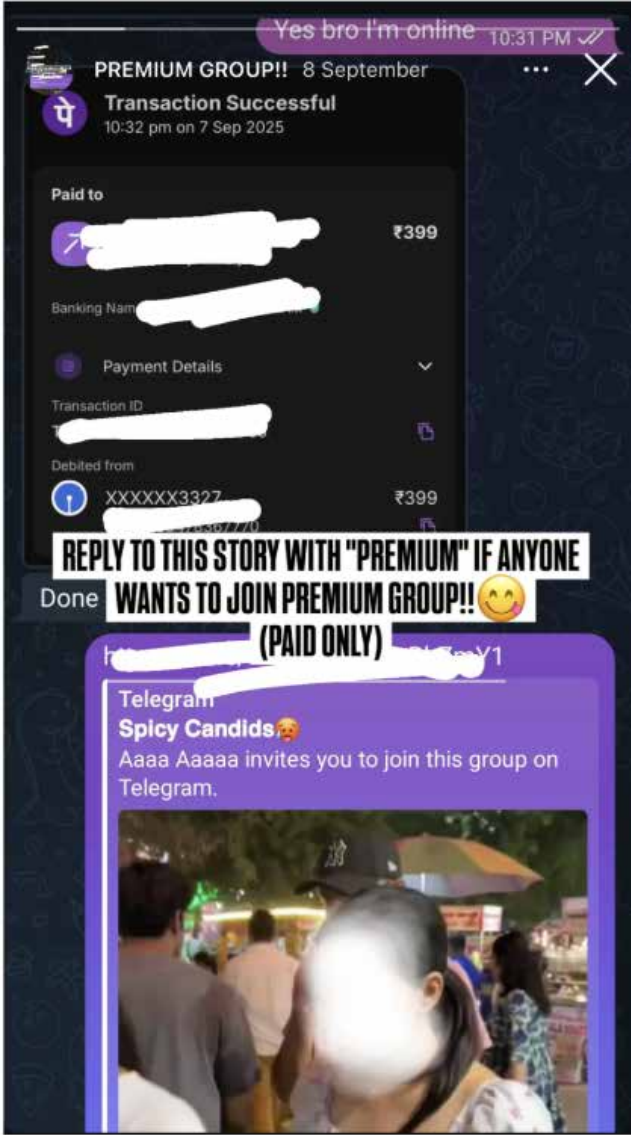 Yes bro I'm online 10:31 PM
PREMIUM GROUP!! 8 September
पे
Transaction Successful
10:32 pm on 7 Sep 2025
Paid to
₹399
Banking Nam
Payment Details
Transaction ID
Debited from
XXXXXX3327
₹399
REPLY TO THIS STORY WITH "PREMIUM" IF ANYONE
WANTS TO JOIN PREMIUM GROUP!!😋
(PAID ONLY)
Done
Telegram
Spicy Candids🥵
Aaaa Aaaaa invites you to join this group on
Telegram.